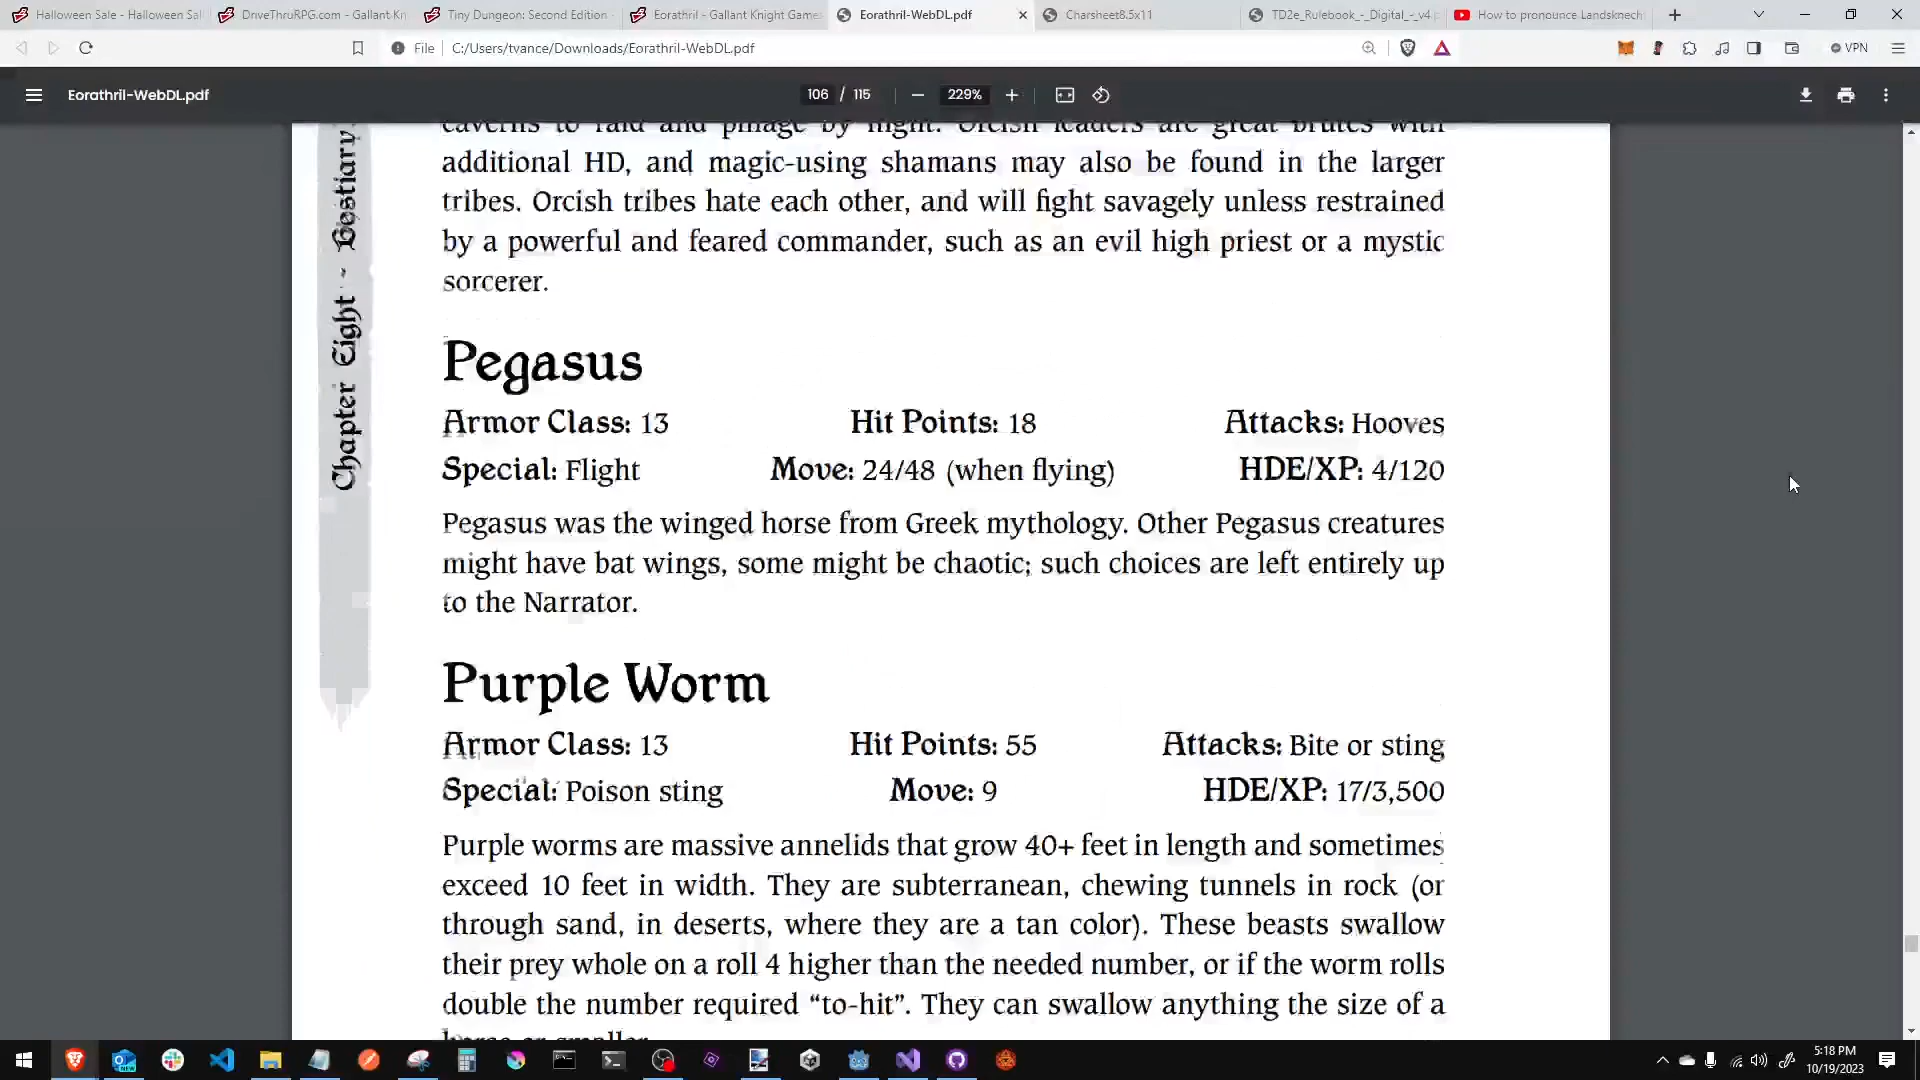 Halloween Sale - Halloween Sal
DriveThruRPG.com - Gallant Kn
Tiny Dungeon: Second Edition -
Eorathril - Gallant Knight Game
Eorathril-WebDL.pdf
Charsheet8.5x11
TD2e_Rulebook_-_Digital_-_v4.p
How to pronounce Landsknech
File
C:/Users/tvance/Downloads/Eorathril-WebDL.pdf
VPN
Eorathril-WebDL.pdf
106 / 115
229%
Chapter Eight - Bestiary
caverns to raid and pillage by night. Orcish leaders are great brutes with
additional HD, and magic-using shamans may also be found in the larger
tribes. Orcish tribes hate each other, and will fight savagely unless restrained
by a powerful and feared commander, such as an evil high priest or a mystic
sorcerer.
Pegasus
Armor Class: 13 Hit Points: 18 Attacks: Hooves
Special: Flight Move: 24/48 (when flying) HDE/XP: 4/120
Pegasus was the winged horse from Greek mythology. Other Pegasus creatures
might have bat wings, some might be chaotic; such choices are left entirely up
to the Narrator.
Purple Worm
Armor Class: 13 Hit Points: 55 Attacks: Bite or sting
Special: Poison sting Move: 9 HDE/XP: 17/3,500
Purple worms are massive annelids that grow 40+ feet in length and sometimes
exceed 10 feet in width. They are subterranean, chewing tunnels in rock (or
through sand, in deserts, where they are a tan color). These beasts swallow
their prey whole on a roll 4 higher than the needed number, or if the worm rolls
double the number required “to-hit”. They can swallow anything the size of a
horse or smaller.
NEW
5:18 PM
10/19/2023